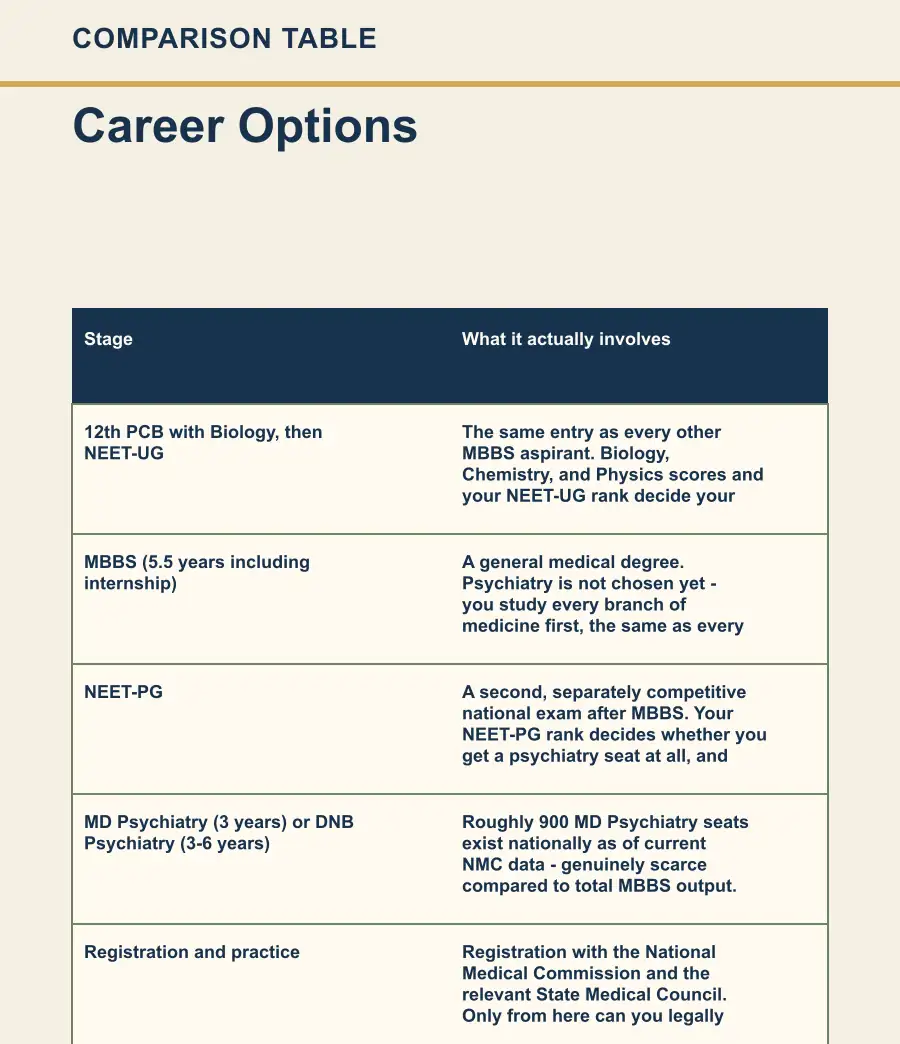 COMPARISON TABLE
Career Options
Stage
What it actually involves
12th PCB with Biology, then
NEET-UG
The same entry as every other
MBBS aspirant. Biology,
Chemistry, and Physics scores and
your NEET-UG rank decide your
MBBS (5.5 years including
internship)
A general medical degree.
Psychiatry is not chosen yet -
you study every branch of
medicine first, the same as every
NEET-PG
A second, separately competitive
national exam after MBBS. Your
NEET-PG rank decides whether you
get a psychiatry seat at all, and
MD Psychiatry (3 years) or DNB
Psychiatry (3-6 years)
Roughly 900 MD Psychiatry seats
exist nationally as of current
NMC data - genuinely scarce
compared to total MBBS output.
Registration and practice
Registration with the National
Medical Commission and the
relevant State Medical Council.
Only from here can you legally